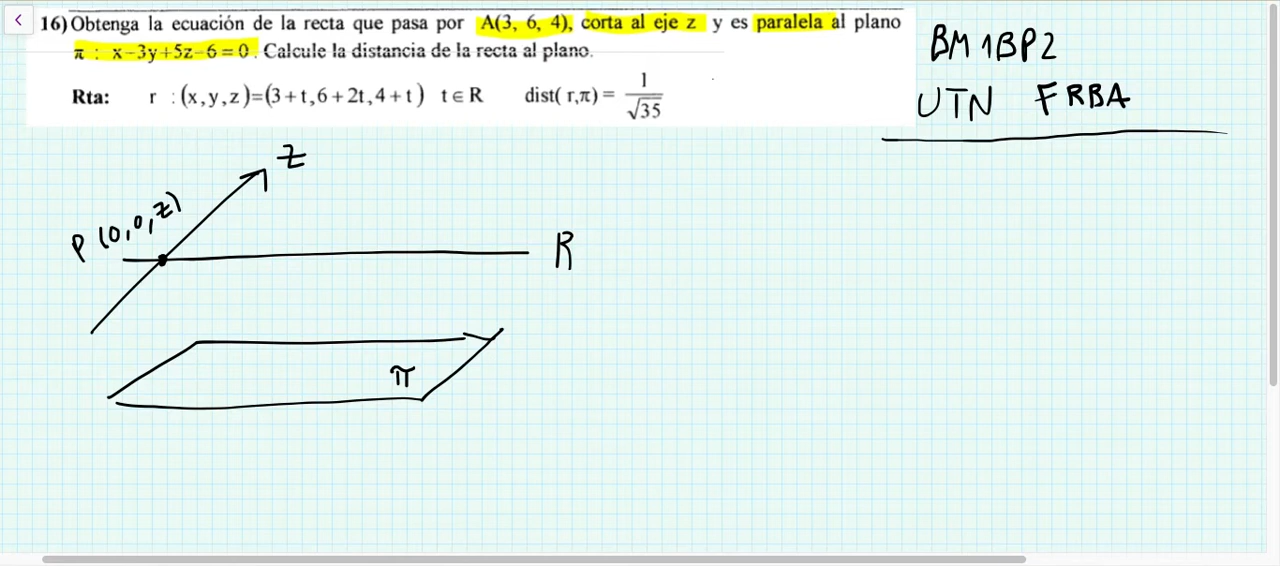 16) Obtenga la ecuación de la recta que pasa por A(3, 6, 4), corta al eje z y es paralela al plano
π : x−3y+5z−6=0. Calcule la distancia de la recta al plano.
Rta: r :(x,y,z)=(3+t,6+2t,4+t) t∈R dist(r,π)= 1/√35
BM1BP2
UTN FRBA
Z
P (0,0,z)
R
π